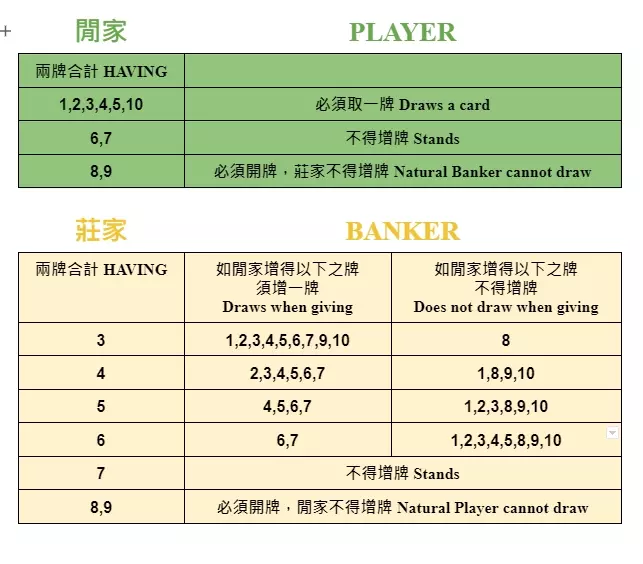 閒家 PLAYER
兩牌合計 HAVING
1,2,3,4,5,10 必須取一牌 Draws a card
6,7 不得增牌 Stands
8,9 必須開牌，莊家不得增牌 Natural Banker cannot draw
莊家 BANKER
兩牌合計 HAVING
如閒家增得以下之牌
須增一牌
Draws when giving
如閒家增得以下之牌
不得增牌
Does not draw when giving
3 1,2,3,4,5,6,7,9,10 8
4 2,3,4,5,6,7 1,8,9,10
5 4,5,6,7 1,2,3,8,9,10
6 6,7 1,2,3,4,5,8,9,10
7 不得增牌 Stands
8,9 必須開牌，閒家不得增牌 Natural Player cannot draw